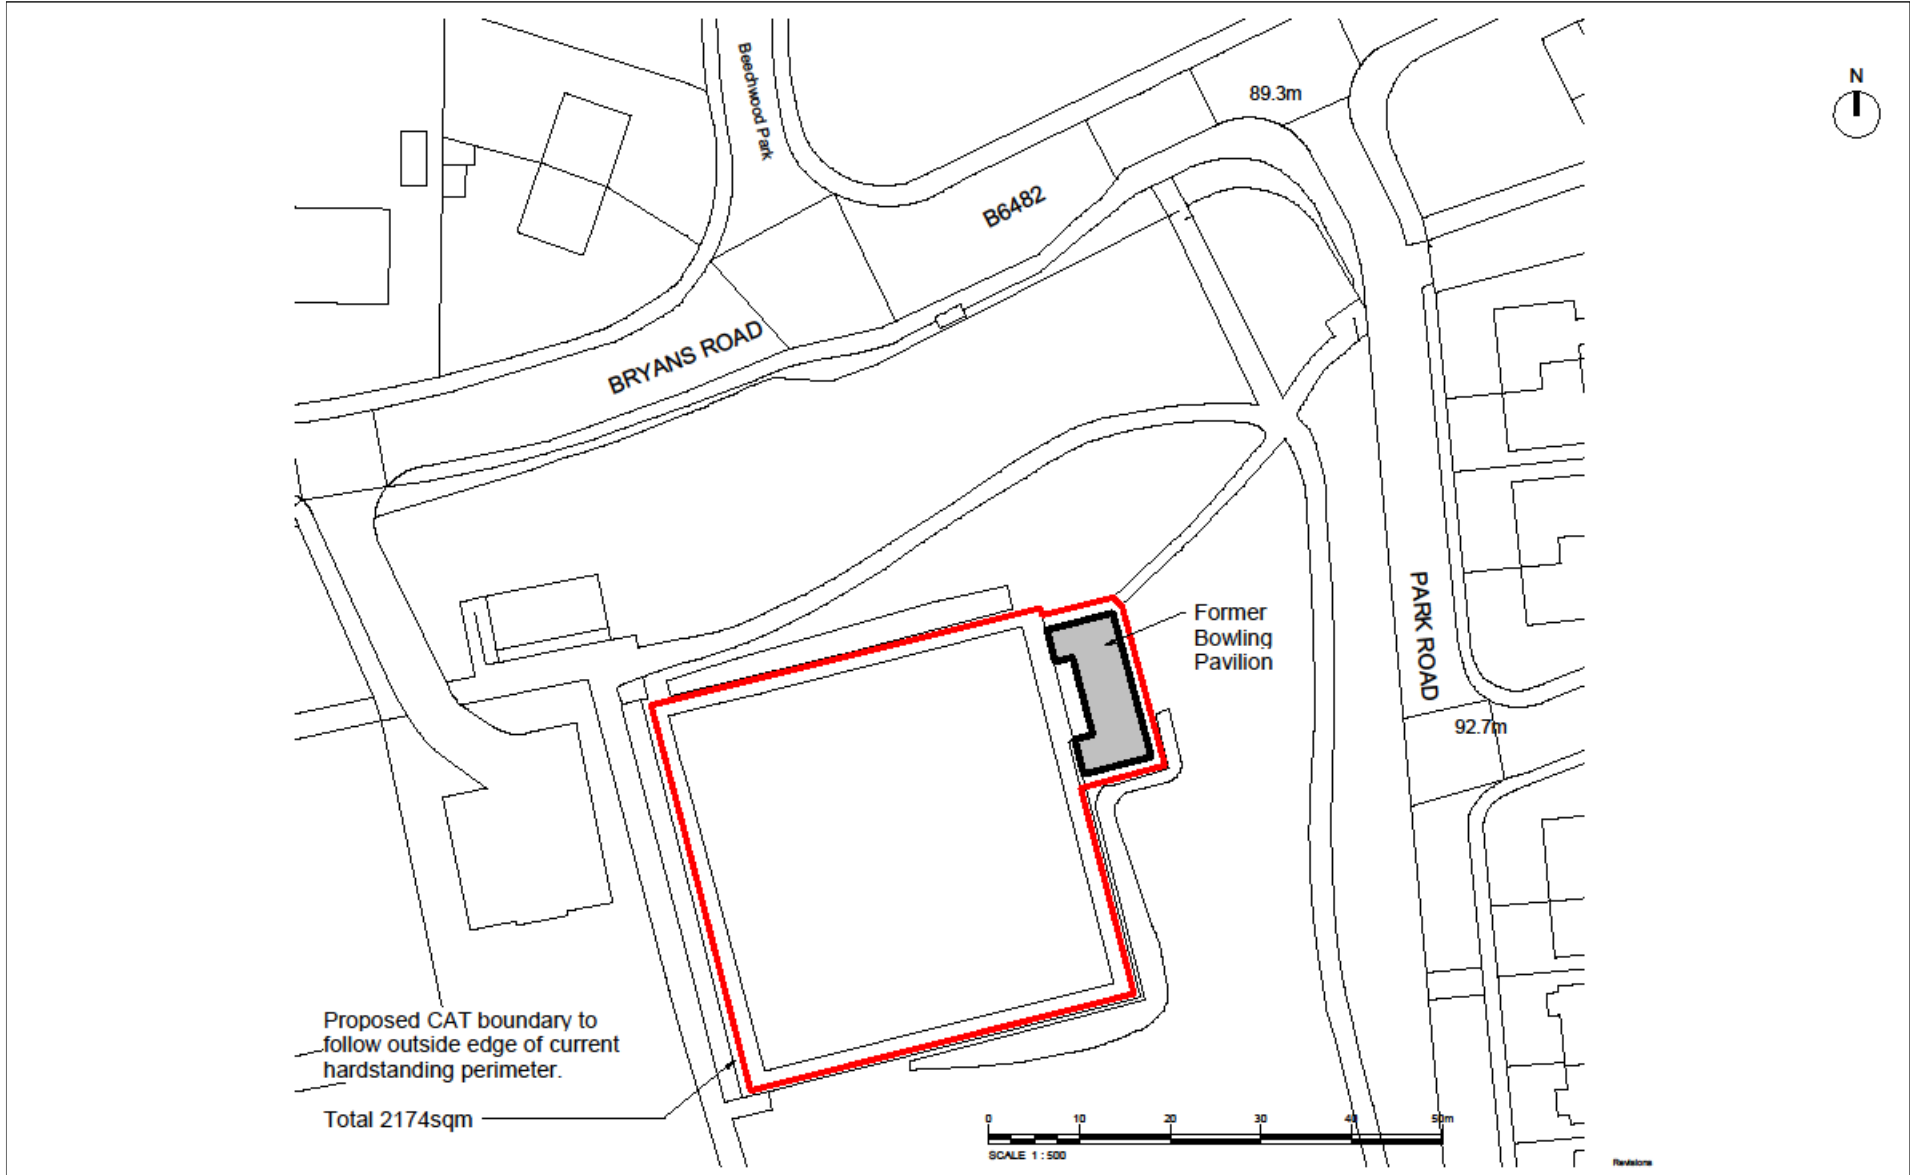 N
89.3m
Beechwood Park
B6482
BRYANS ROAD
Former
Bowling
Pavilion
PARK ROAD
92.7m
Proposed CAT boundary to
follow outside edge of current
hardstanding perimeter.
Total 2174sqm
0 10 20 30 40 50m
SCALE 1 : 500
Revisions